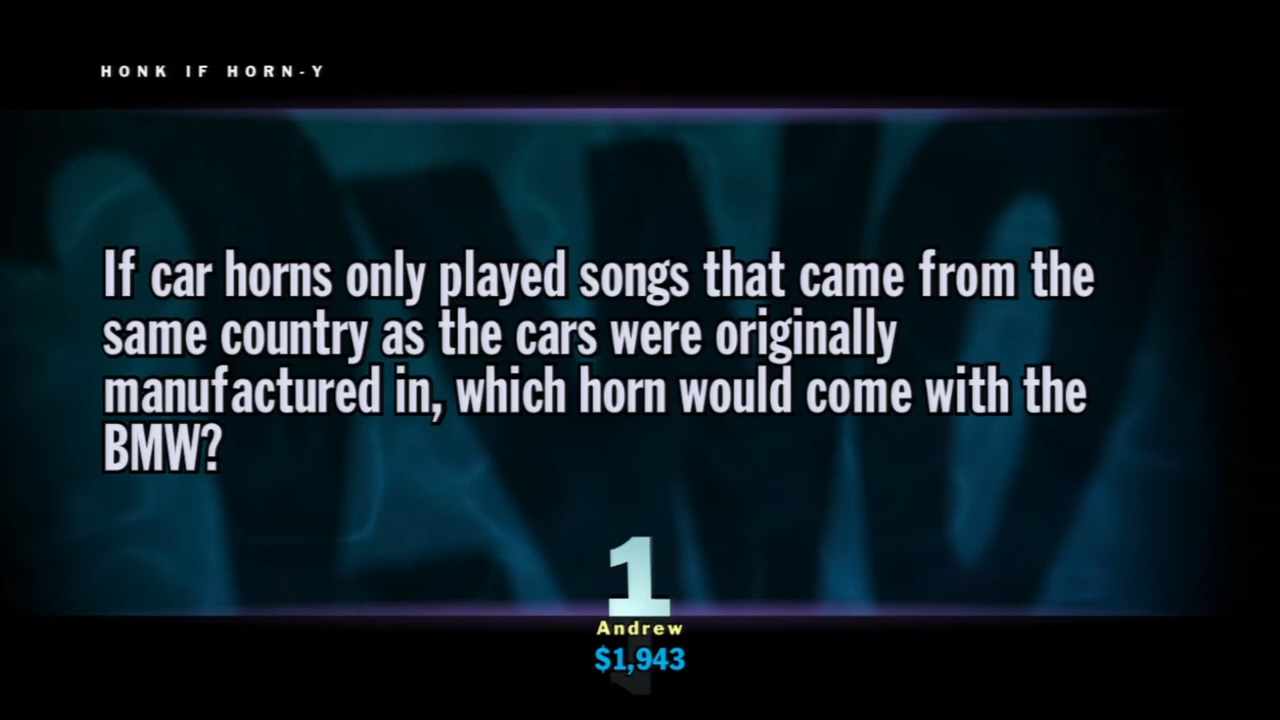 HONK IF HORN-Y
If car horns only played songs that came from the
same country as the cars were originally
manufactured in, which horn would come with the
BMW?
1
Andrew
$1,943